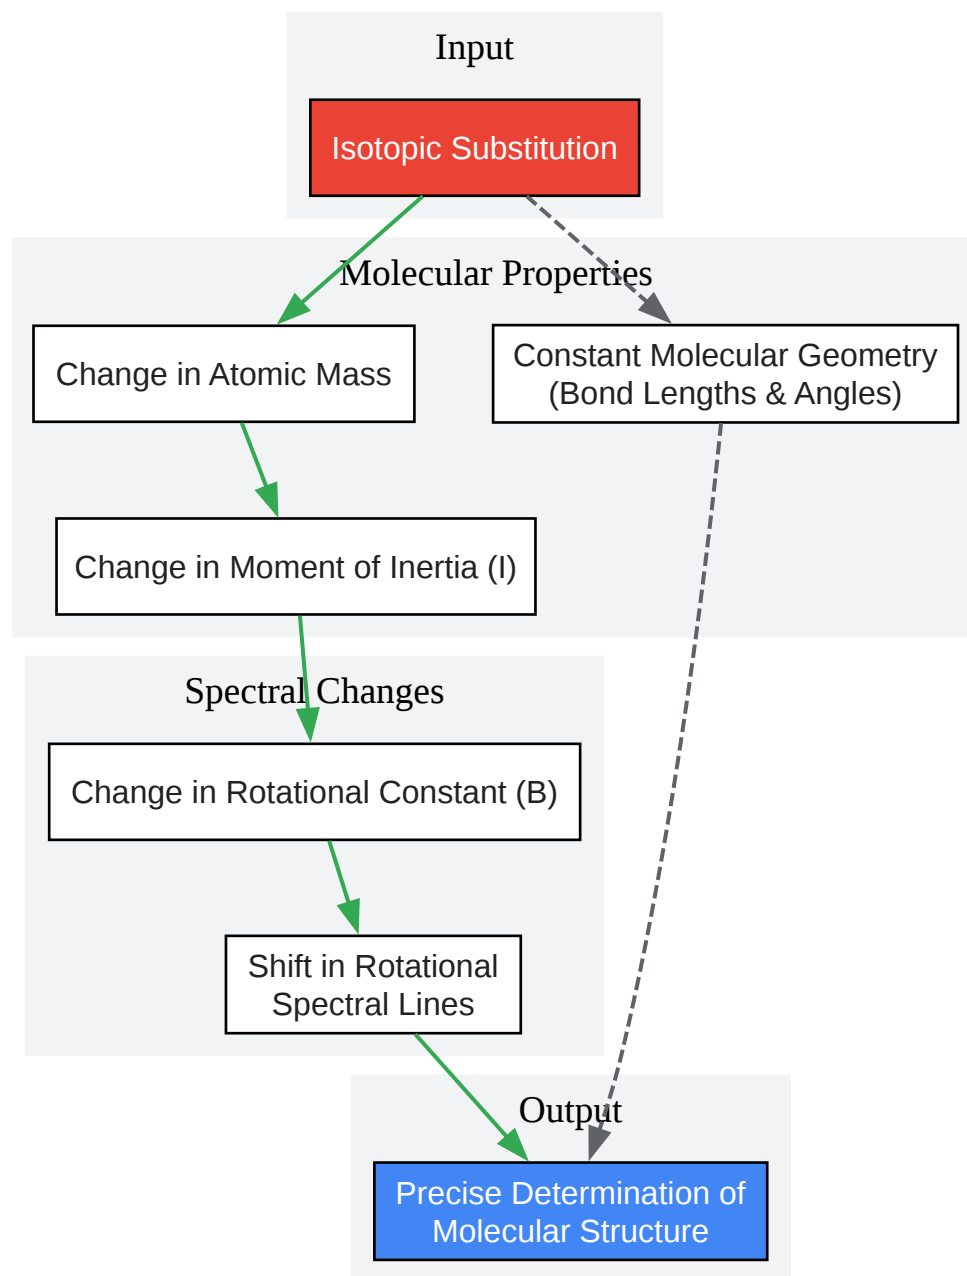 Input
Isotopic Substitution
Molecular Properties
Change in Atomic Mass
Constant Molecular Geometry
(Bond Lengths & Angles)
Change in Moment of Inertia (I)
Spectral Changes
Change in Rotational Constant (B)
Shift in Rotational
Spectral Lines
Output
Precise Determination of
Molecular Structure